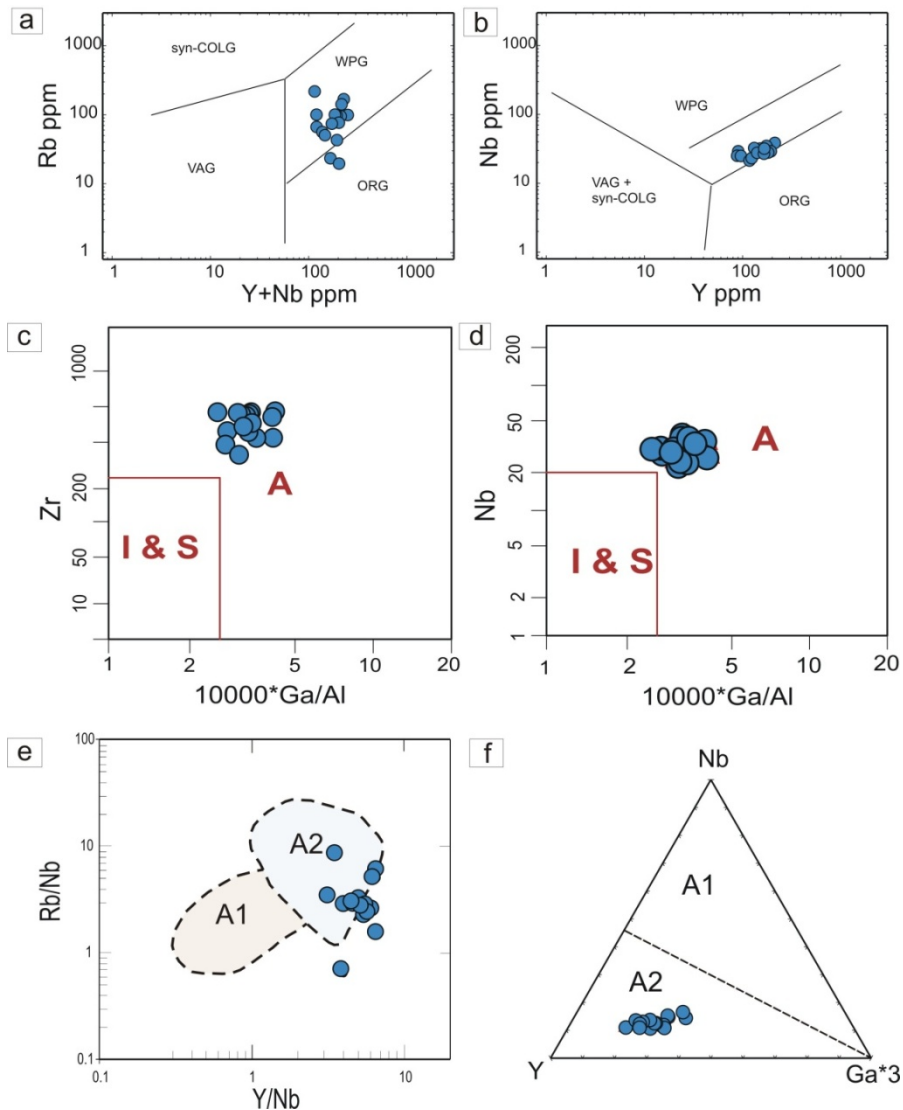 a
1000
100
10
1
Rb ppm
syn-COLG
WPG
VAG
ORG
1
10
100
1000
Y+Nb ppm
b
1000
100
10
1
Nb ppm
WPG
VAG +
syn-COLG
ORG
1
10
100
1000
Y ppm
c
1000
200
50
10
Zr
A
I & S
1
2
5
10
20
10000*Ga/Al
d
200
50
20
5
2
1
Nb
A
I & S
1
2
5
10
20
10000*Ga/Al
e
100
10
1
0.1
Rb/Nb
A2
A1
0.1
1
10
Y/Nb
f
Nb
A1
A2
Y
Ga*3